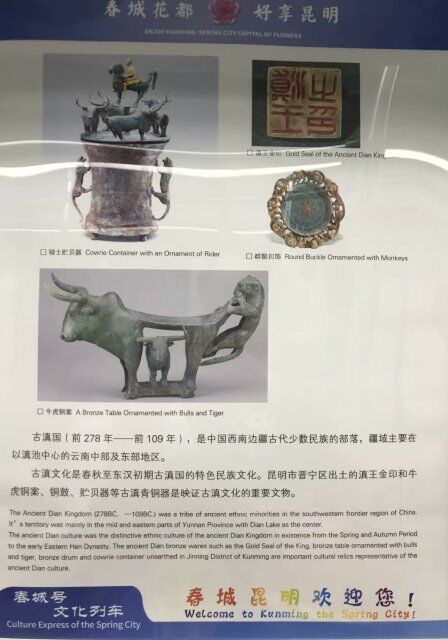 春城花都 好享昆明
ENJOY KUNMING: SPRING CITY CAPITAL OF FLOWERS
滇王之印
□ 滇王金印 Gold Seal of the Ancient Dian King
□ 骑士贮贝器 Cowrie Container with an Ornament of Rider
□ 群猴扣饰 Round Buckle Ornamented with Monkeys
□ 牛虎铜案 A Bronze Table Ornamented with Bulls and Tiger
古滇国（前 278 年——前 109 年），是中国西南边疆古代少数民族的部落，疆域主要在
以滇池中心的云南中部及东部地区。
古滇文化是春秋至东汉初期古滇国的特色民族文化。昆明市晋宁区出土的滇王金印和牛
虎铜案、铜鼓、贮贝器等古滇青铜器是映证古滇文化的重要文物。
The Ancient Dian Kingdom (278BC. —109BC.) was a tribe of ancient ethnic minorities in the southwestern frontier region of China.
It's territory was mainly in the mid and eastern parts of Yunnan Province with Dian Lake as the center.
The ancient Dian culture was the distinctive ethnic culture of the ancient Dian Kingdom in existence from the Spring and Autumn Period
to the early Eastern Han Dynasty. The ancient Dian bronze wares such as the Gold Seal of the King, bronze table ornamented with bulls
and tiger, bronze drum and cowrie container unearthed in Jinning District of Kunming are important cultural relics representative of the
ancient Dian culture.
春城号
文化列车
Culture Express of the Spring City
春城昆明欢迎您！
Welcome to Kunming the Spring City!